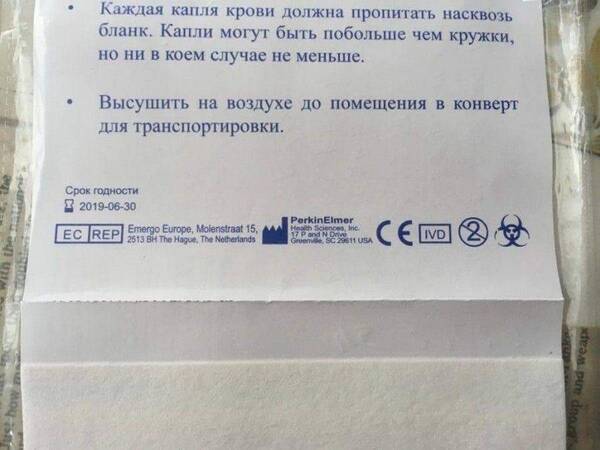 • Каждая капля крови должна пропитать насквозь
бланк. Капли могут быть побольше чем кружки,
но ни в коем случае не меньше.
• Высушить на воздухе до помещения в конверт
для транспортировки.
Срок годности
2019-06-30
EC REP
Emergo Europe, Molenstraat 15,
2513 BH The Hague, The Netherlands
PerkinElmer
Health Sciences, Inc.
17 P and N Drive
Greenville, SC 29611 USA
CE
IVD
2